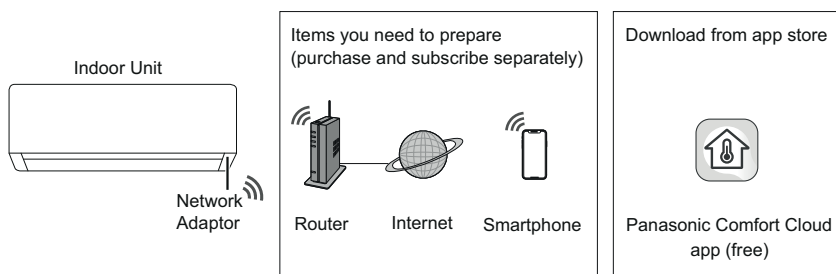 Indoor Unit
Network
Adaptor
Items you need to prepare
(purchase and subscribe separately)
Router
Internet
Smartphone
Download from app store
Panasonic Comfort Cloud
app (free)